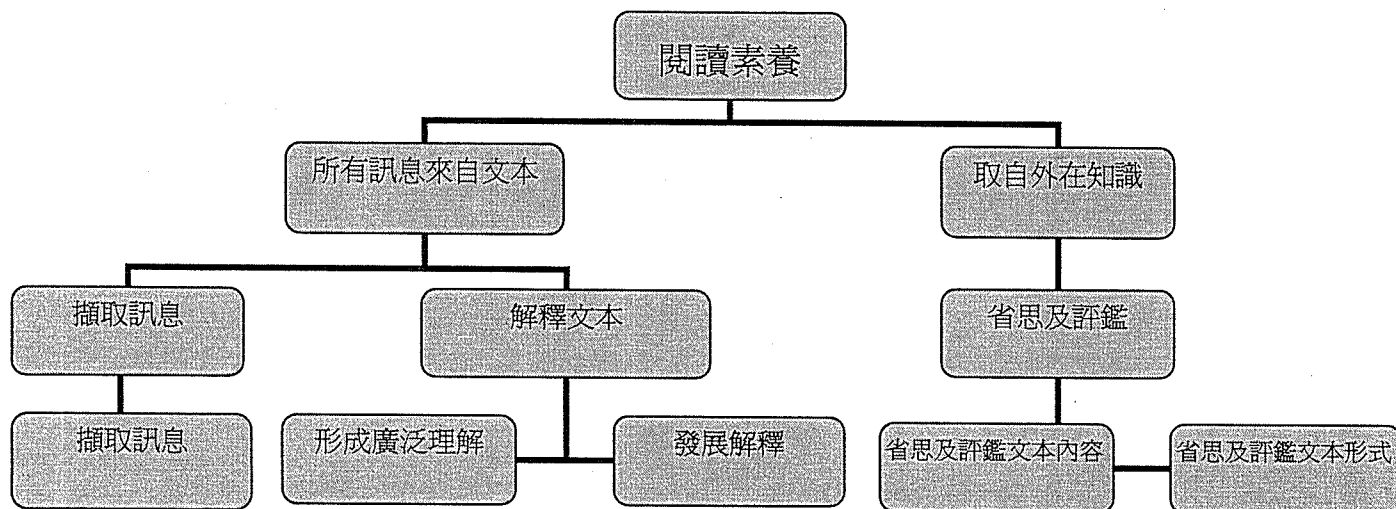 閱讀素養
所有訊息來自文本
取自外在知識
擷取訊息
解釋文本
省思及評鑑
擷取訊息
形成廣泛理解
發展解釋
省思及評鑑文本內容
省思及評鑑文本形式